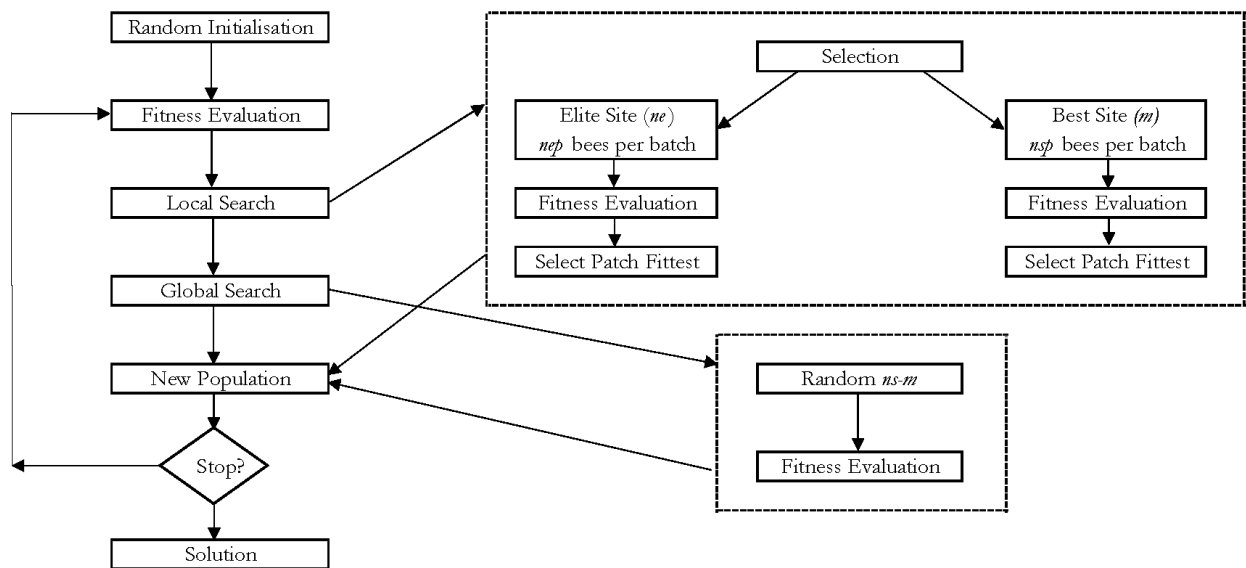 Random Initialisation
Fitness Evaluation
Local Search
Global Search
New Population
Stop?
Solution
Selection
Elite Site (ne)
nep bees per batch
Fitness Evaluation
Select Patch Fittest
Best Site (m)
nsp bees per batch
Fitness Evaluation
Select Patch Fittest
Random ns-m
Fitness Evaluation